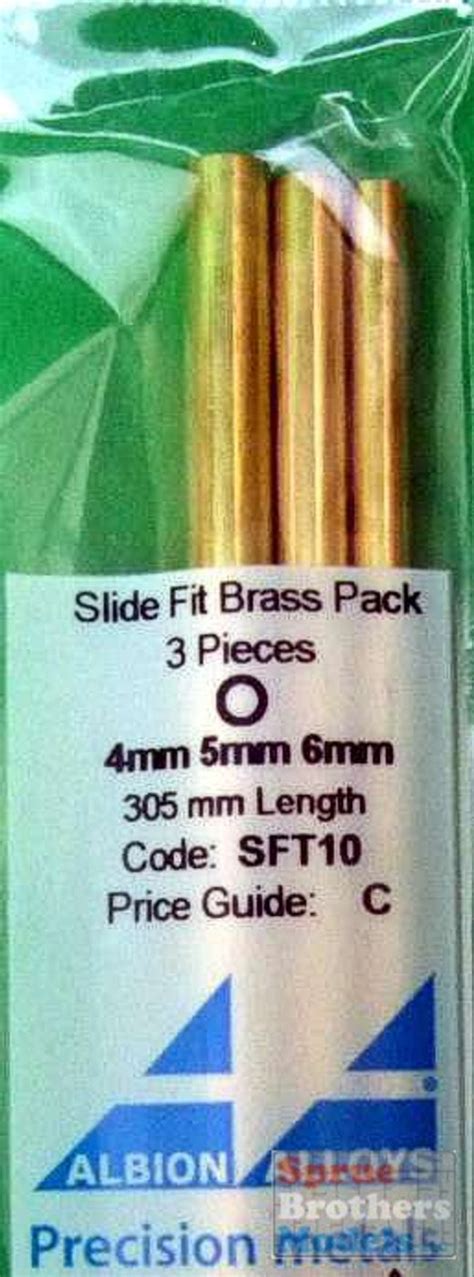 Slide Fit Brass Pack
3 Pieces
4mm 5mm 6mm
305 mm Length
Code: SFT10
Price Guide: C
ALBION ALLOYS
Precision Metals
Sprue
Brothers
Models